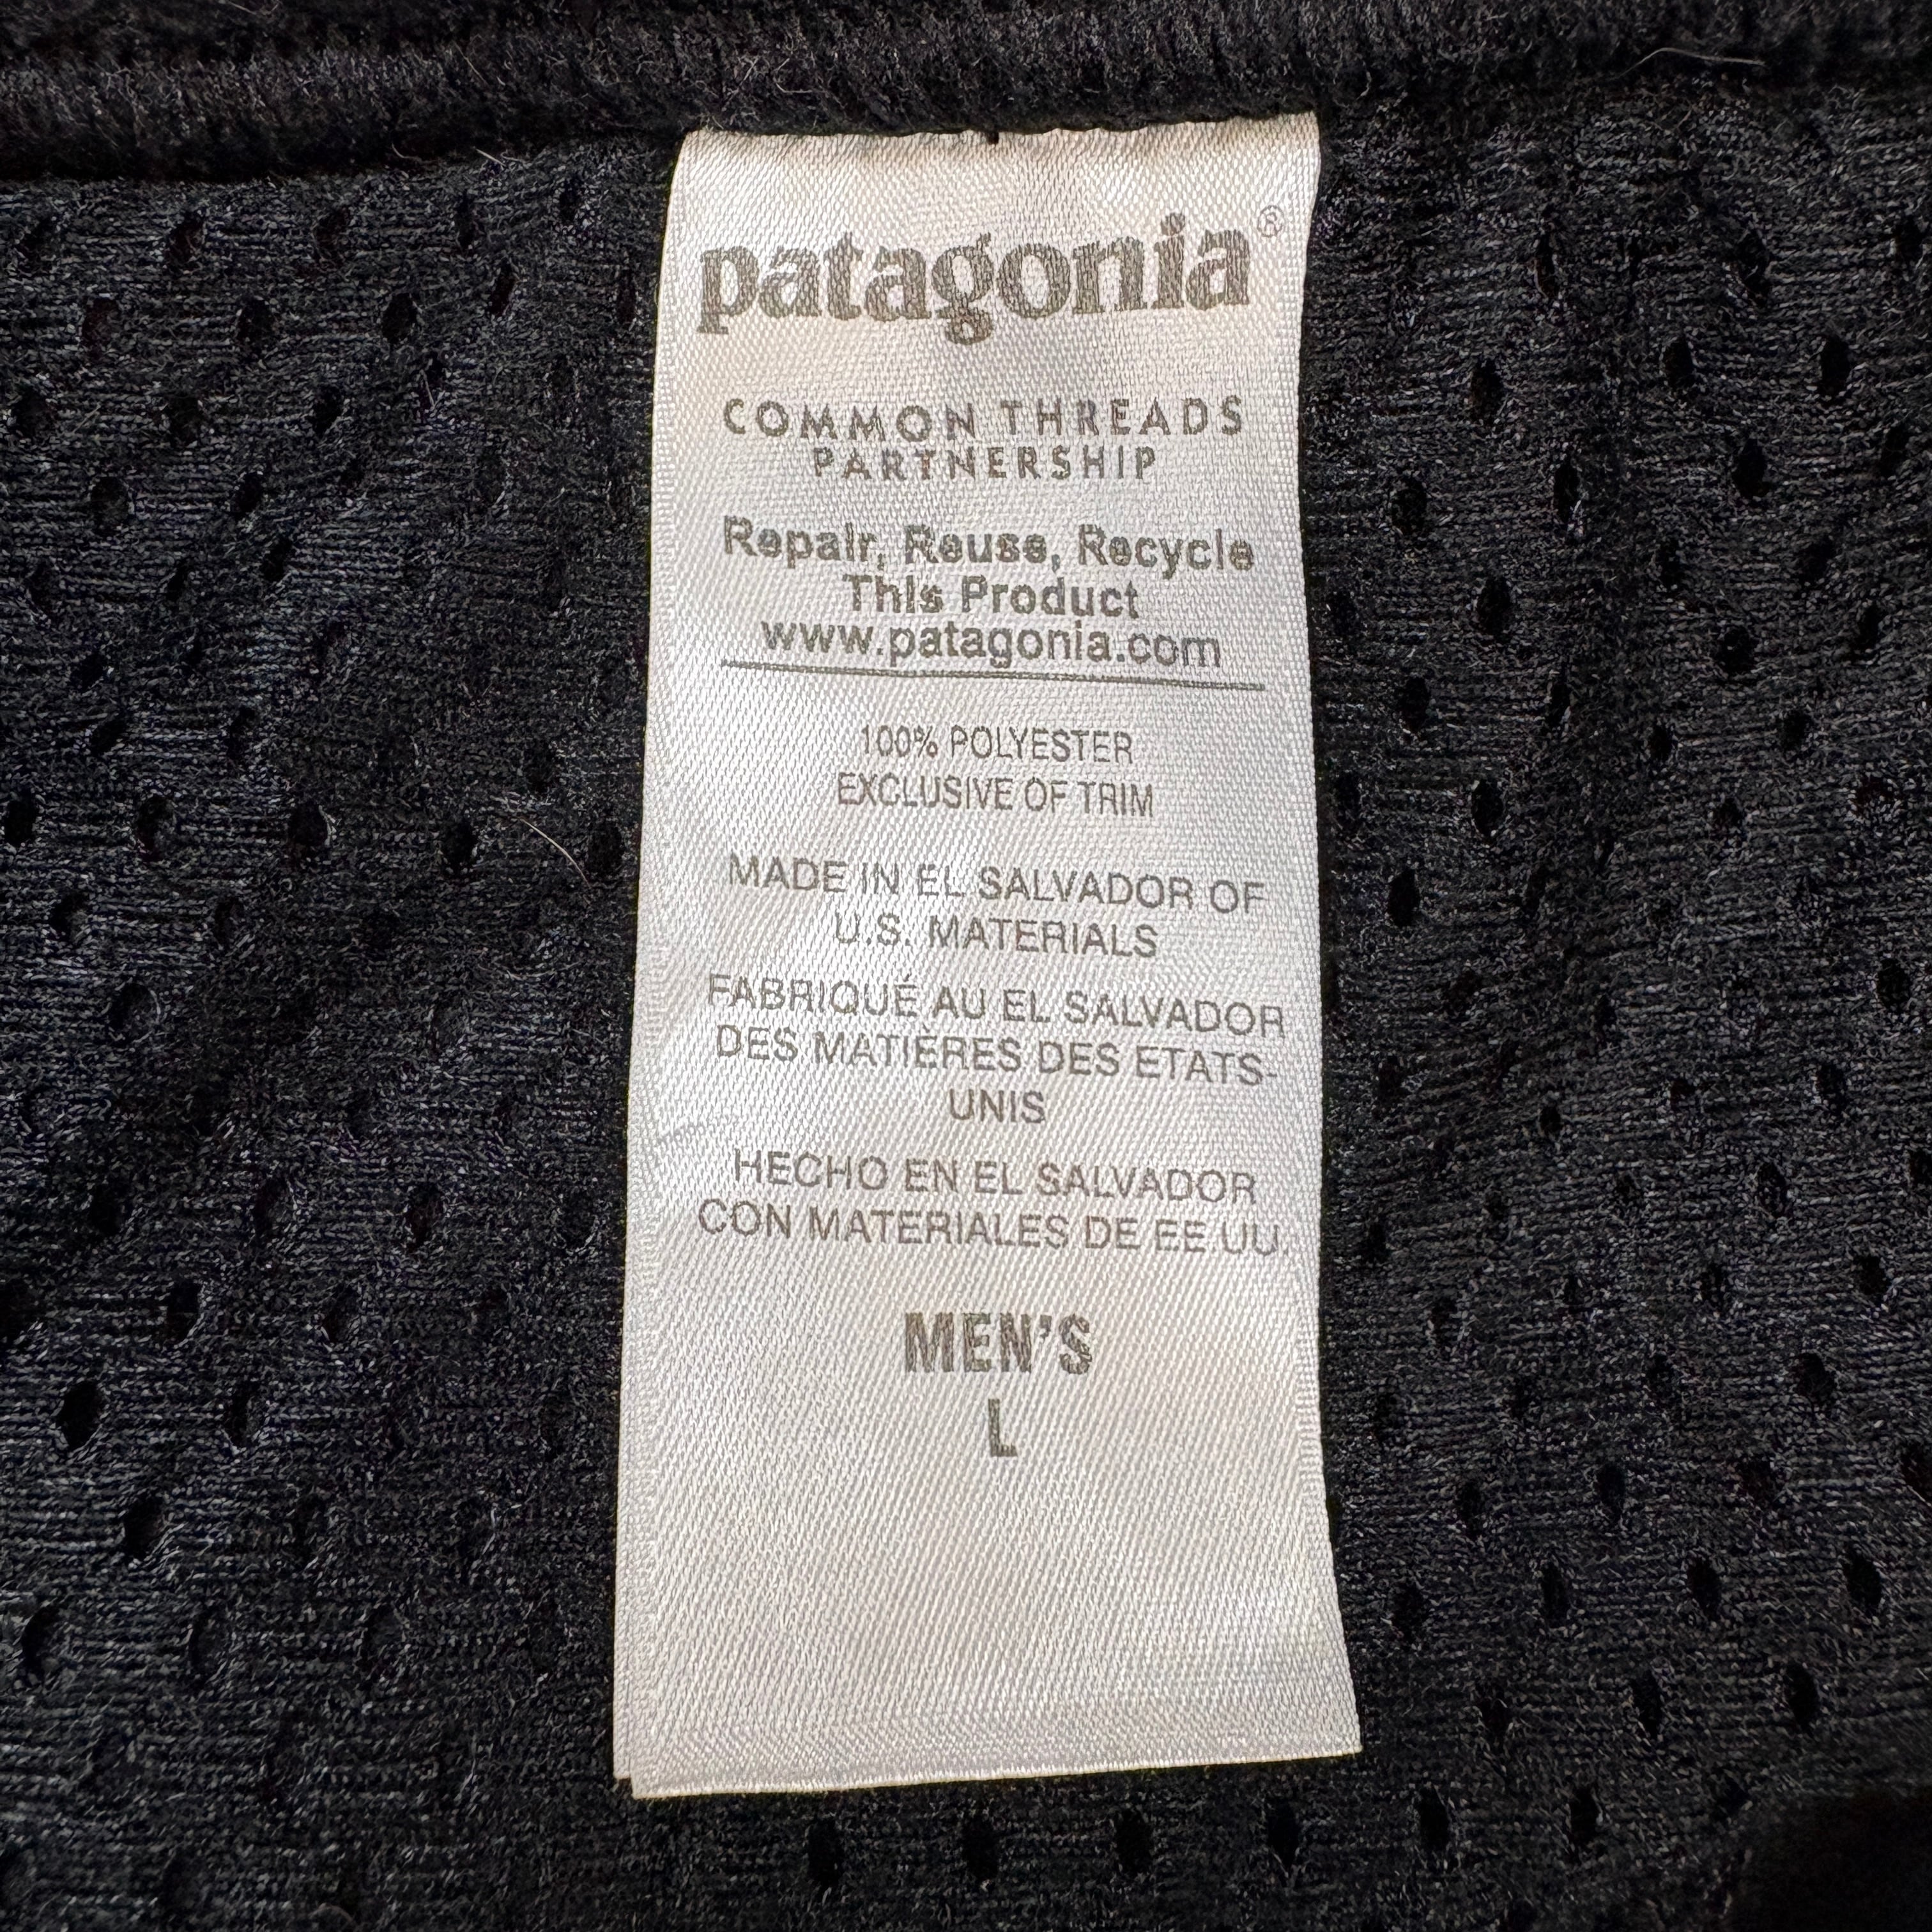 patagonia®
COMMON THREADS
PARTNERSHIP
Repair, Reuse, Recycle
This Product
www.patagonia.com
100% POLYESTER
EXCLUSIVE OF TRIM
MADE IN EL SALVADOR OF
U.S. MATERIALS
FABRIQUÉ AU EL SALVADOR
DES MATIÈRES DES ETATS-
UNIS
HECHO EN EL SALVADOR
CON MATERIALES DE EE.UU.
MEN'S
L